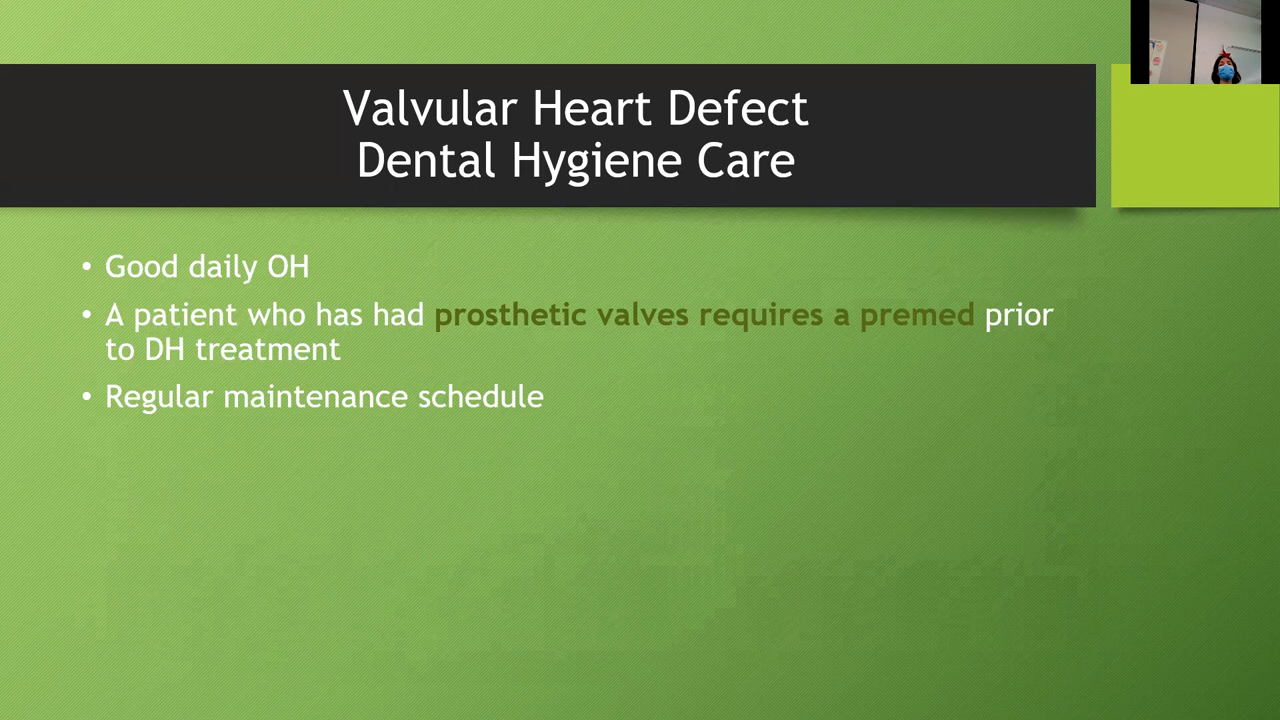 Valvular Heart Defect
Dental Hygiene Care
• Good daily OH
• A patient who has had prosthetic valves requires a premed prior
to DH treatment
• Regular maintenance schedule